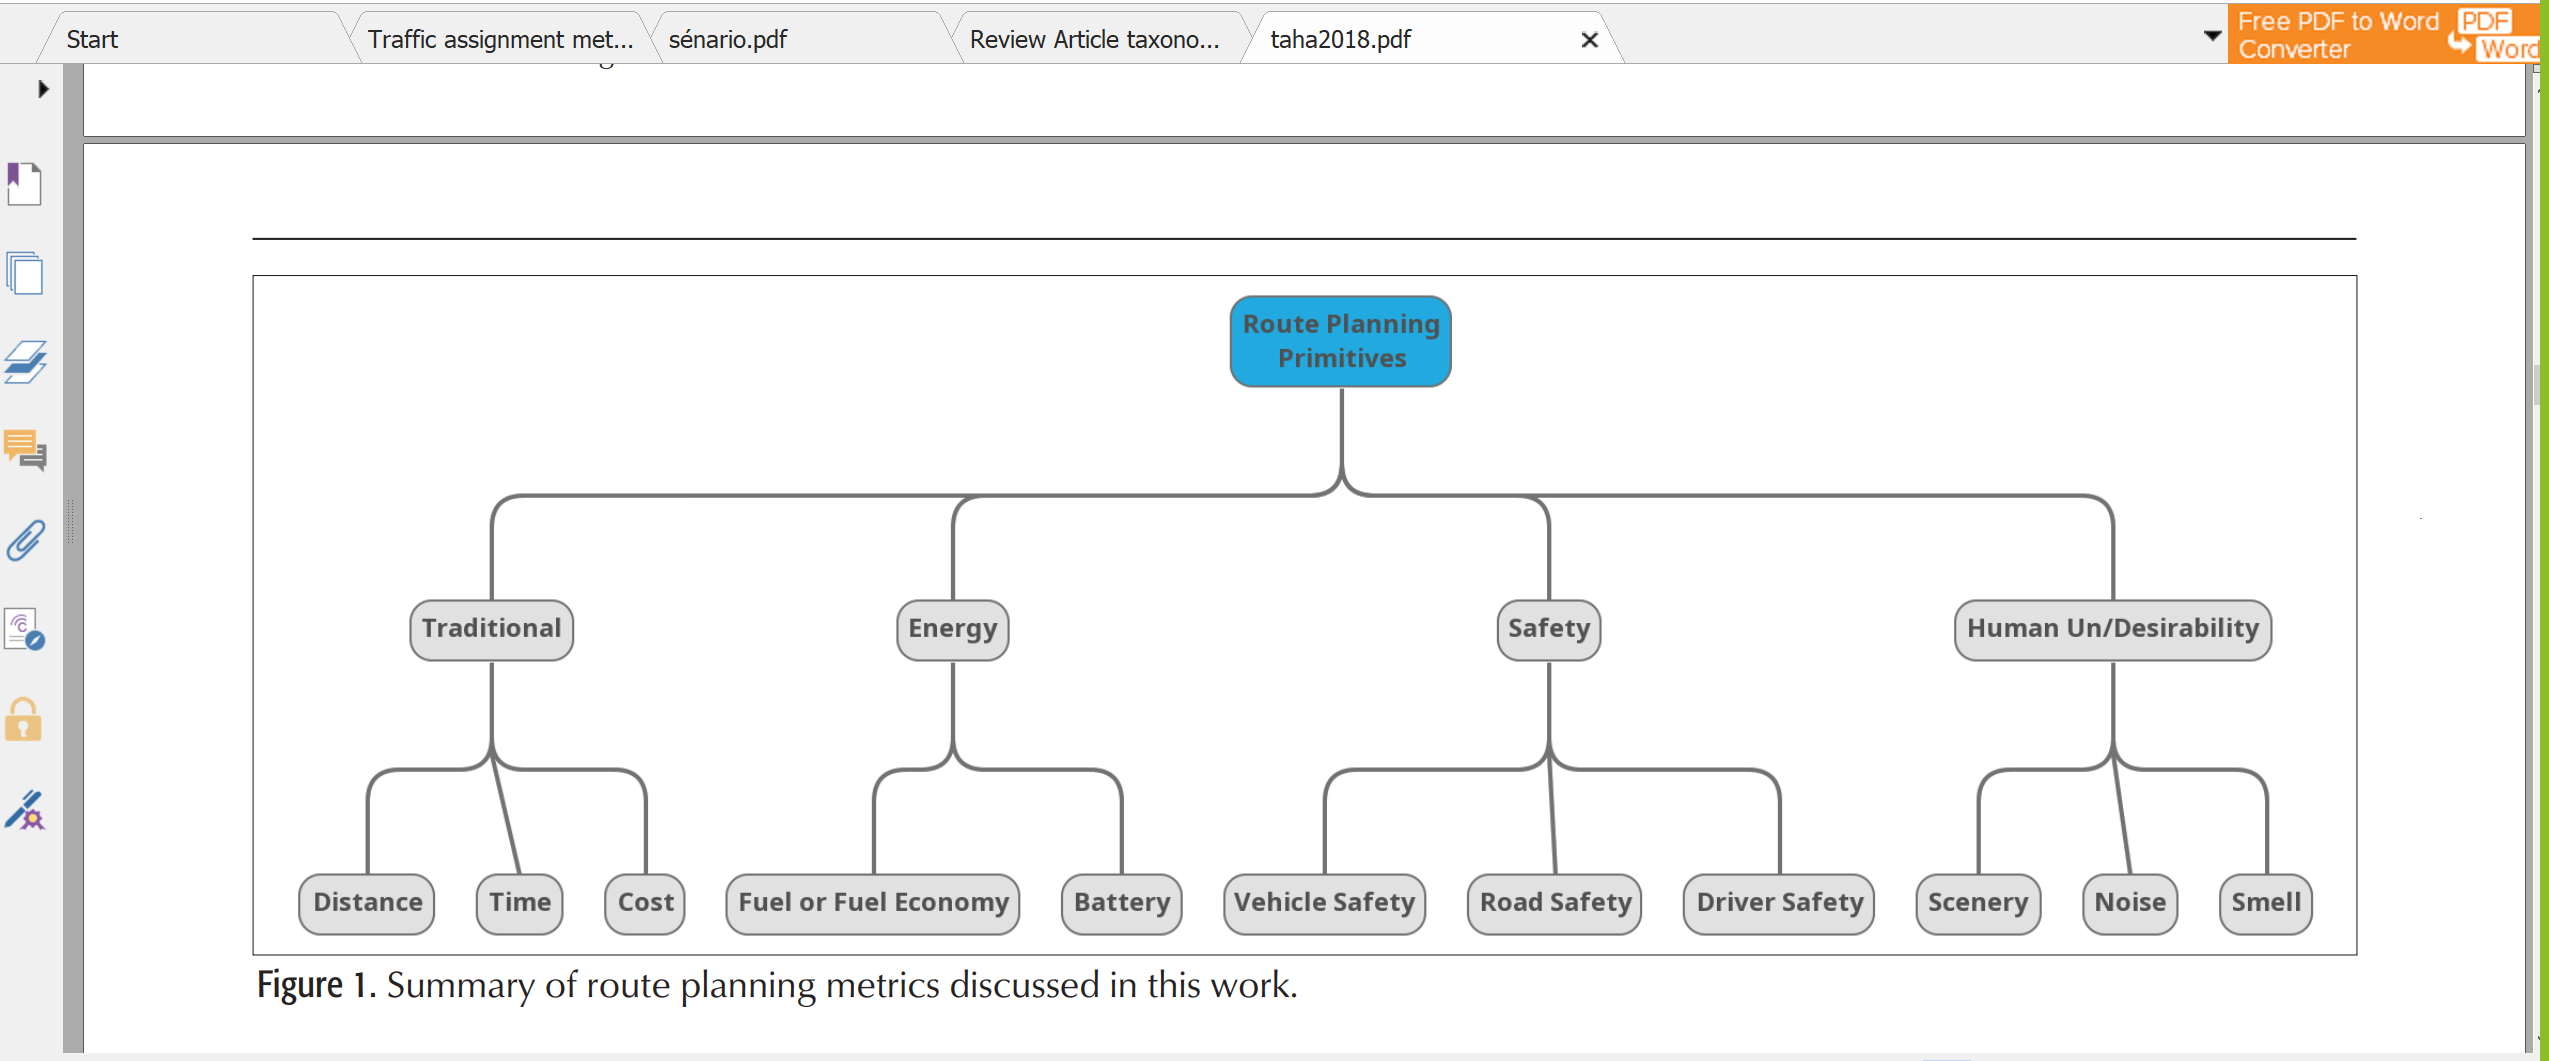 Start
Traffic assignment met...
sénario.pdf
Review Article taxono...
taha2018.pdf
Free PDF to Word
Converter
PDF
Word
Route Planning
Primitives
Traditional
Energy
Safety
Human Un/Desirability
Distance
Time
Cost
Fuel or Fuel Economy
Battery
Vehicle Safety
Road Safety
Driver Safety
Scenery
Noise
Smell
Figure 1. Summary of route planning metrics discussed in this work.